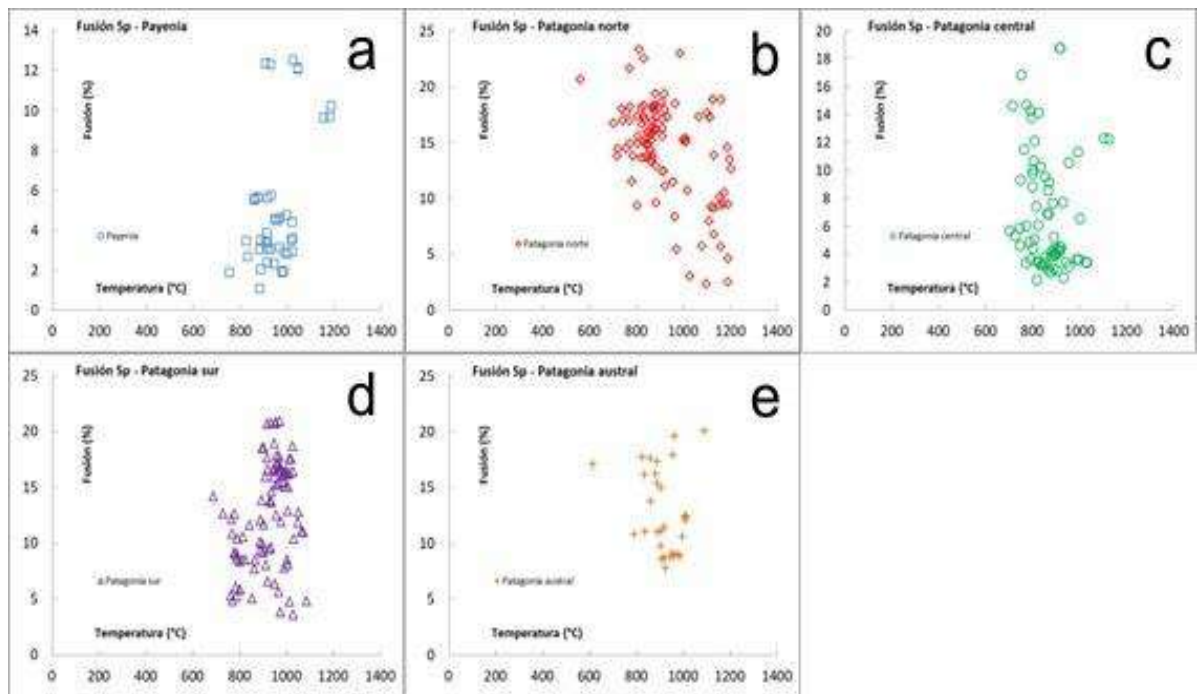 Fusión Sp - Payenia
a
14
12
10
8
6
4
2
0
Fusión (%)
Payenia
Temperatura (°C)
0 200 400 600 800 1000 1200 1400
Fusión Sp - Patagonia norte
b
25
20
15
10
5
0
Fusión (%)
Patagonia norte
Temperatura (°C)
0 200 400 600 800 1000 1200 1400
Fusión Sp - Patagonia central
c
20
18
16
14
12
10
8
6
4
2
0
Fusión (%)
Patagonia central
Temperatura (°C)
0 200 400 600 800 1000 1200 1400
Fusión Sp - Patagonia sur
d
25
20
15
10
5
0
Fusión (%)
Patagonia sur
Temperatura (°C)
0 200 400 600 800 1000 1200 1400
Fusión Sp - Patagonia austral
e
25
20
15
10
5
0
Fusión (%)
Patagonia austral
Temperatura (°C)
0 200 400 600 800 1000 1200 1400